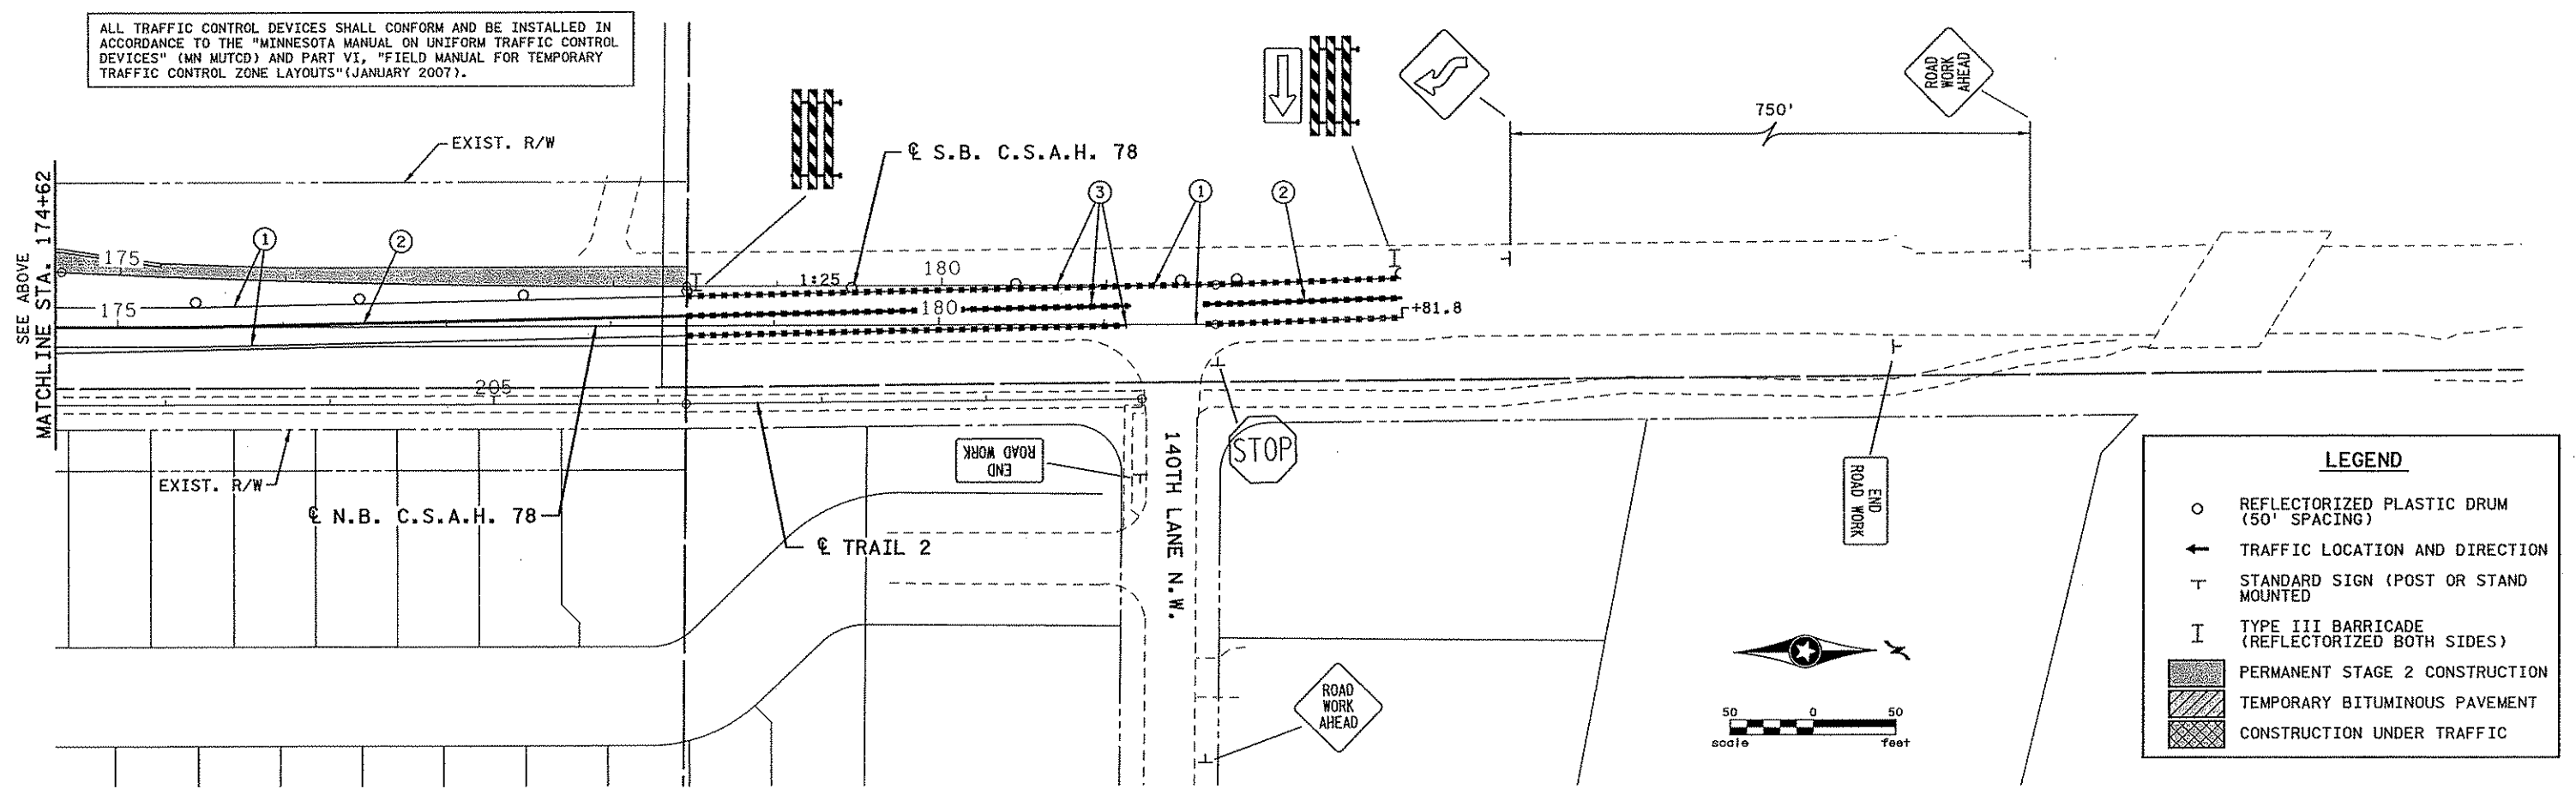 ALL TRAFFIC CONTROL DEVICES SHALL CONFORM AND BE INSTALLED IN
ACCORDANCE TO THE "MINNESOTA MANUAL ON UNIFORM TRAFFIC CONTROL
DEVICES" (MN MUTCD) AND PART VI, "FIELD MANUAL FOR TEMPORARY
TRAFFIC CONTROL ZONE LAYOUTS"(JANUARY 2007).
EXIST. R/W
℄ S.B. C.S.A.H. 78
750'
ROAD
WORK
AHEAD
SEE ABOVE
MATCHLINE STA. 174+62
1
2
3
1
2
175
1:25
180
175
180
+81.8
205
EXIST. R/W
℄ N.B. C.S.A.H. 78
℄ TRAIL 2
END
ROAD WORK
140TH LANE N.W.
STOP
END
ROAD WORK
ROAD
WORK
AHEAD
50 0 50
scale feet
LEGEND
REFLECTORIZED PLASTIC DRUM
(50' SPACING)
TRAFFIC LOCATION AND DIRECTION
STANDARD SIGN (POST OR STAND
MOUNTED
TYPE III BARRICADE
(REFLECTORIZED BOTH SIDES)
PERMANENT STAGE 2 CONSTRUCTION
TEMPORARY BITUMINOUS PAVEMENT
CONSTRUCTION UNDER TRAFFIC